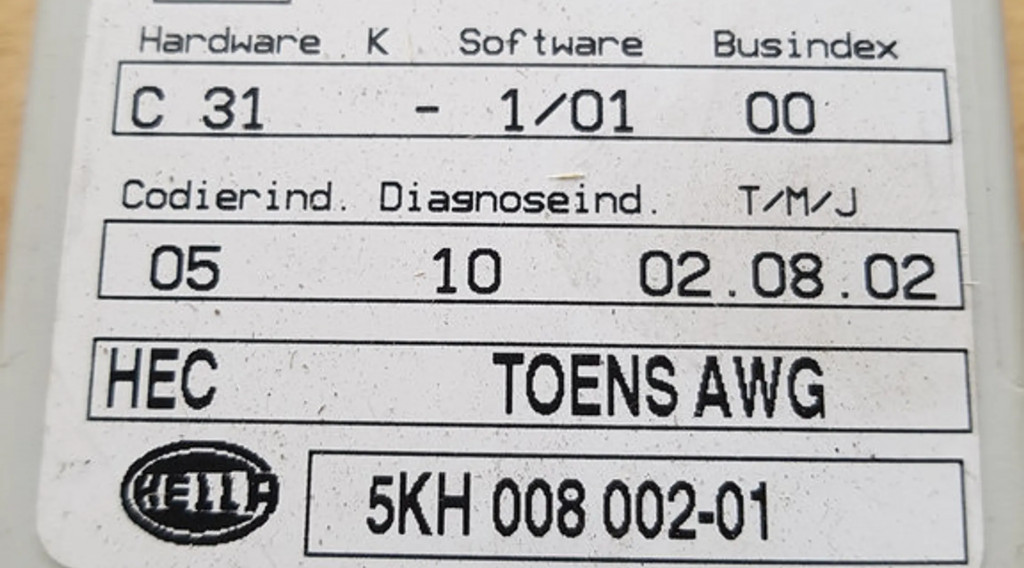 Hardware K Software Busindex
C 31 - 1/01 00
Codierind. Diagnoseind. T/M/J
05 10 02.08.02
HEC TOENS AWG
HELLA 5KH 008 002-01